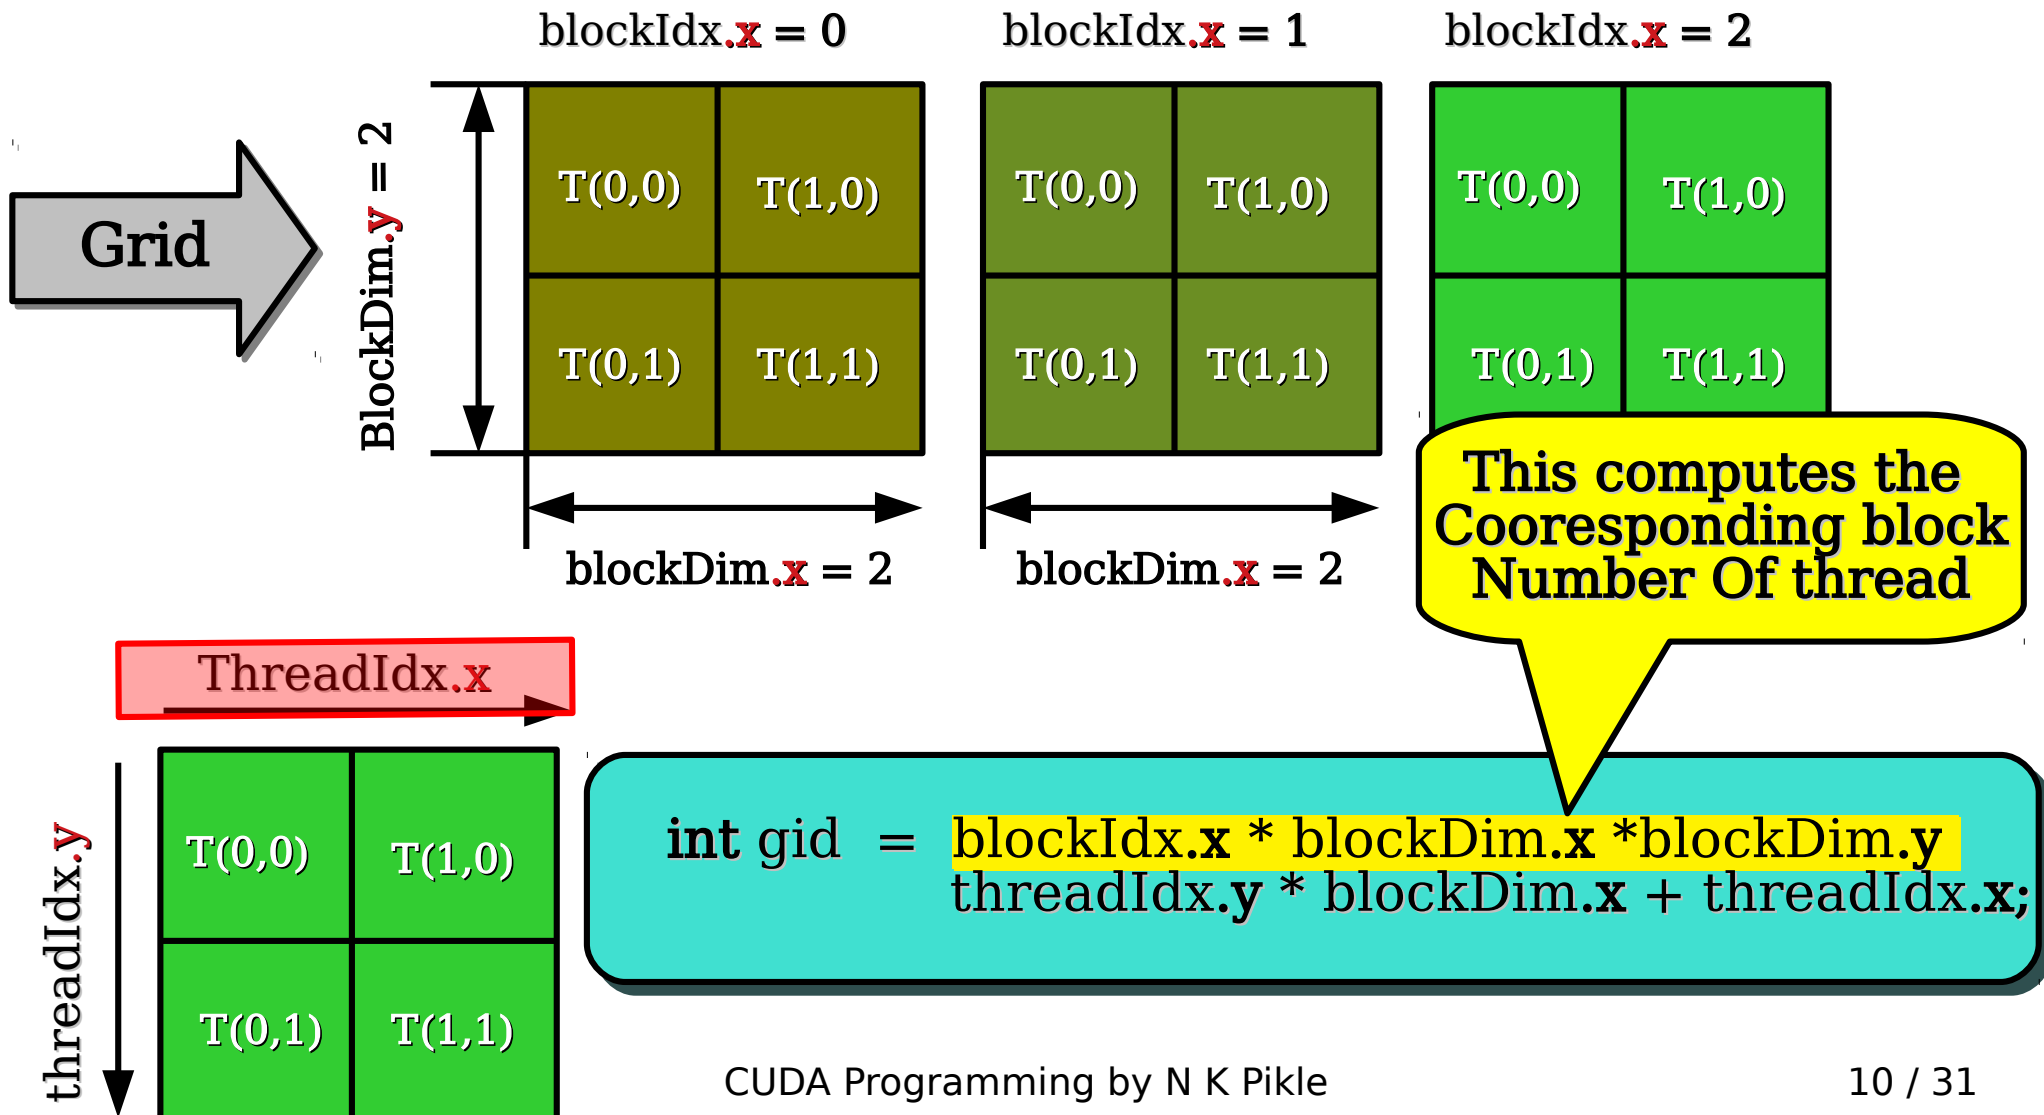 blockIdx.x = 0
blockIdx.x = 1
blockIdx.x = 2
Grid
BlockDim.y = 2
T(0,0)
T(1,0)
T(0,1)
T(1,1)
T(0,0)
T(1,0)
T(0,1)
T(1,1)
T(0,0)
T(1,0)
T(0,1)
T(1,1)
blockDim.x = 2
blockDim.x = 2
This computes the
Cooresponding block
Number Of thread
ThreadIdx.x
threadIdx.y
T(0,0)
T(1,0)
T(0,1)
T(1,1)
int gid = blockIdx.x * blockDim.x *blockDim.y
threadIdx.y * blockDim.x + threadIdx.x;
CUDA Programming by N K Pikle
10 / 31